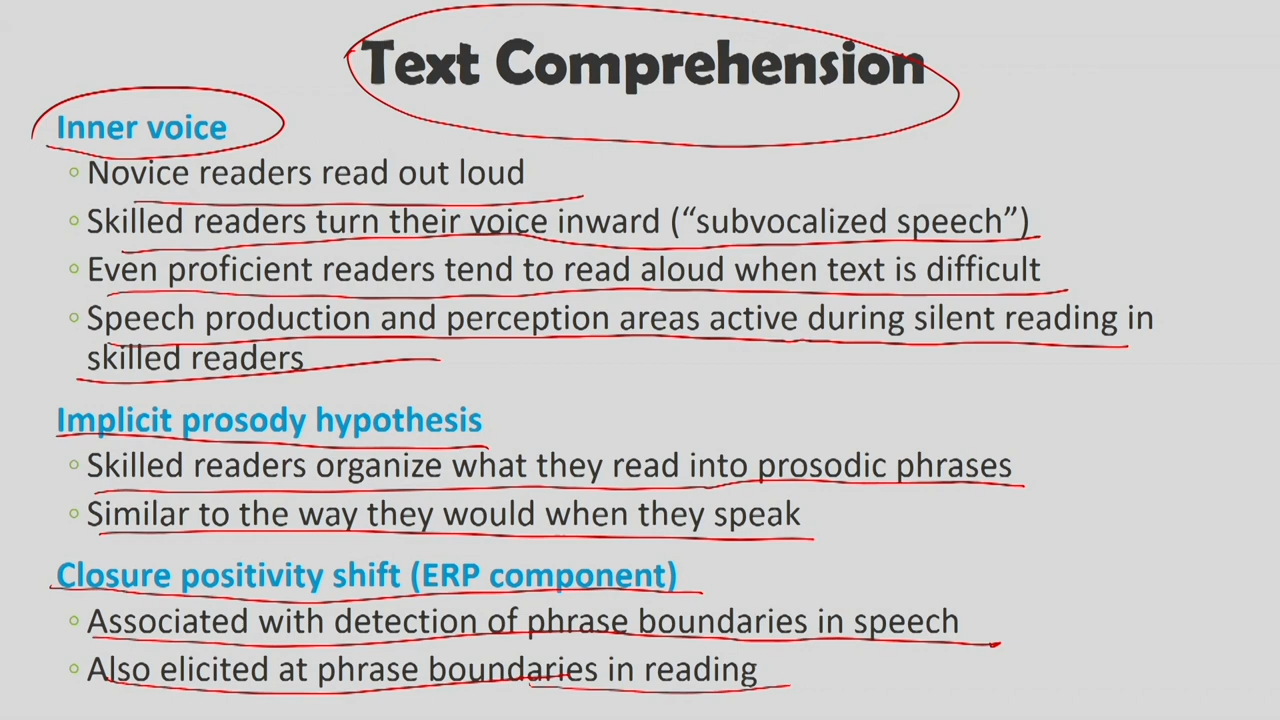 Text Comprehension
Inner voice
◦ Novice readers read out loud
◦ Skilled readers turn their voice inward (“subvocalized speech”)
◦ Even proficient readers tend to read aloud when text is difficult
◦ Speech production and perception areas active during silent reading in
skilled readers
Implicit prosody hypothesis
◦ Skilled readers organize what they read into prosodic phrases
◦ Similar to the way they would when they speak
Closure positivity shift (ERP component)
◦ Associated with detection of phrase boundaries in speech
◦ Also elicited at phrase boundaries in reading